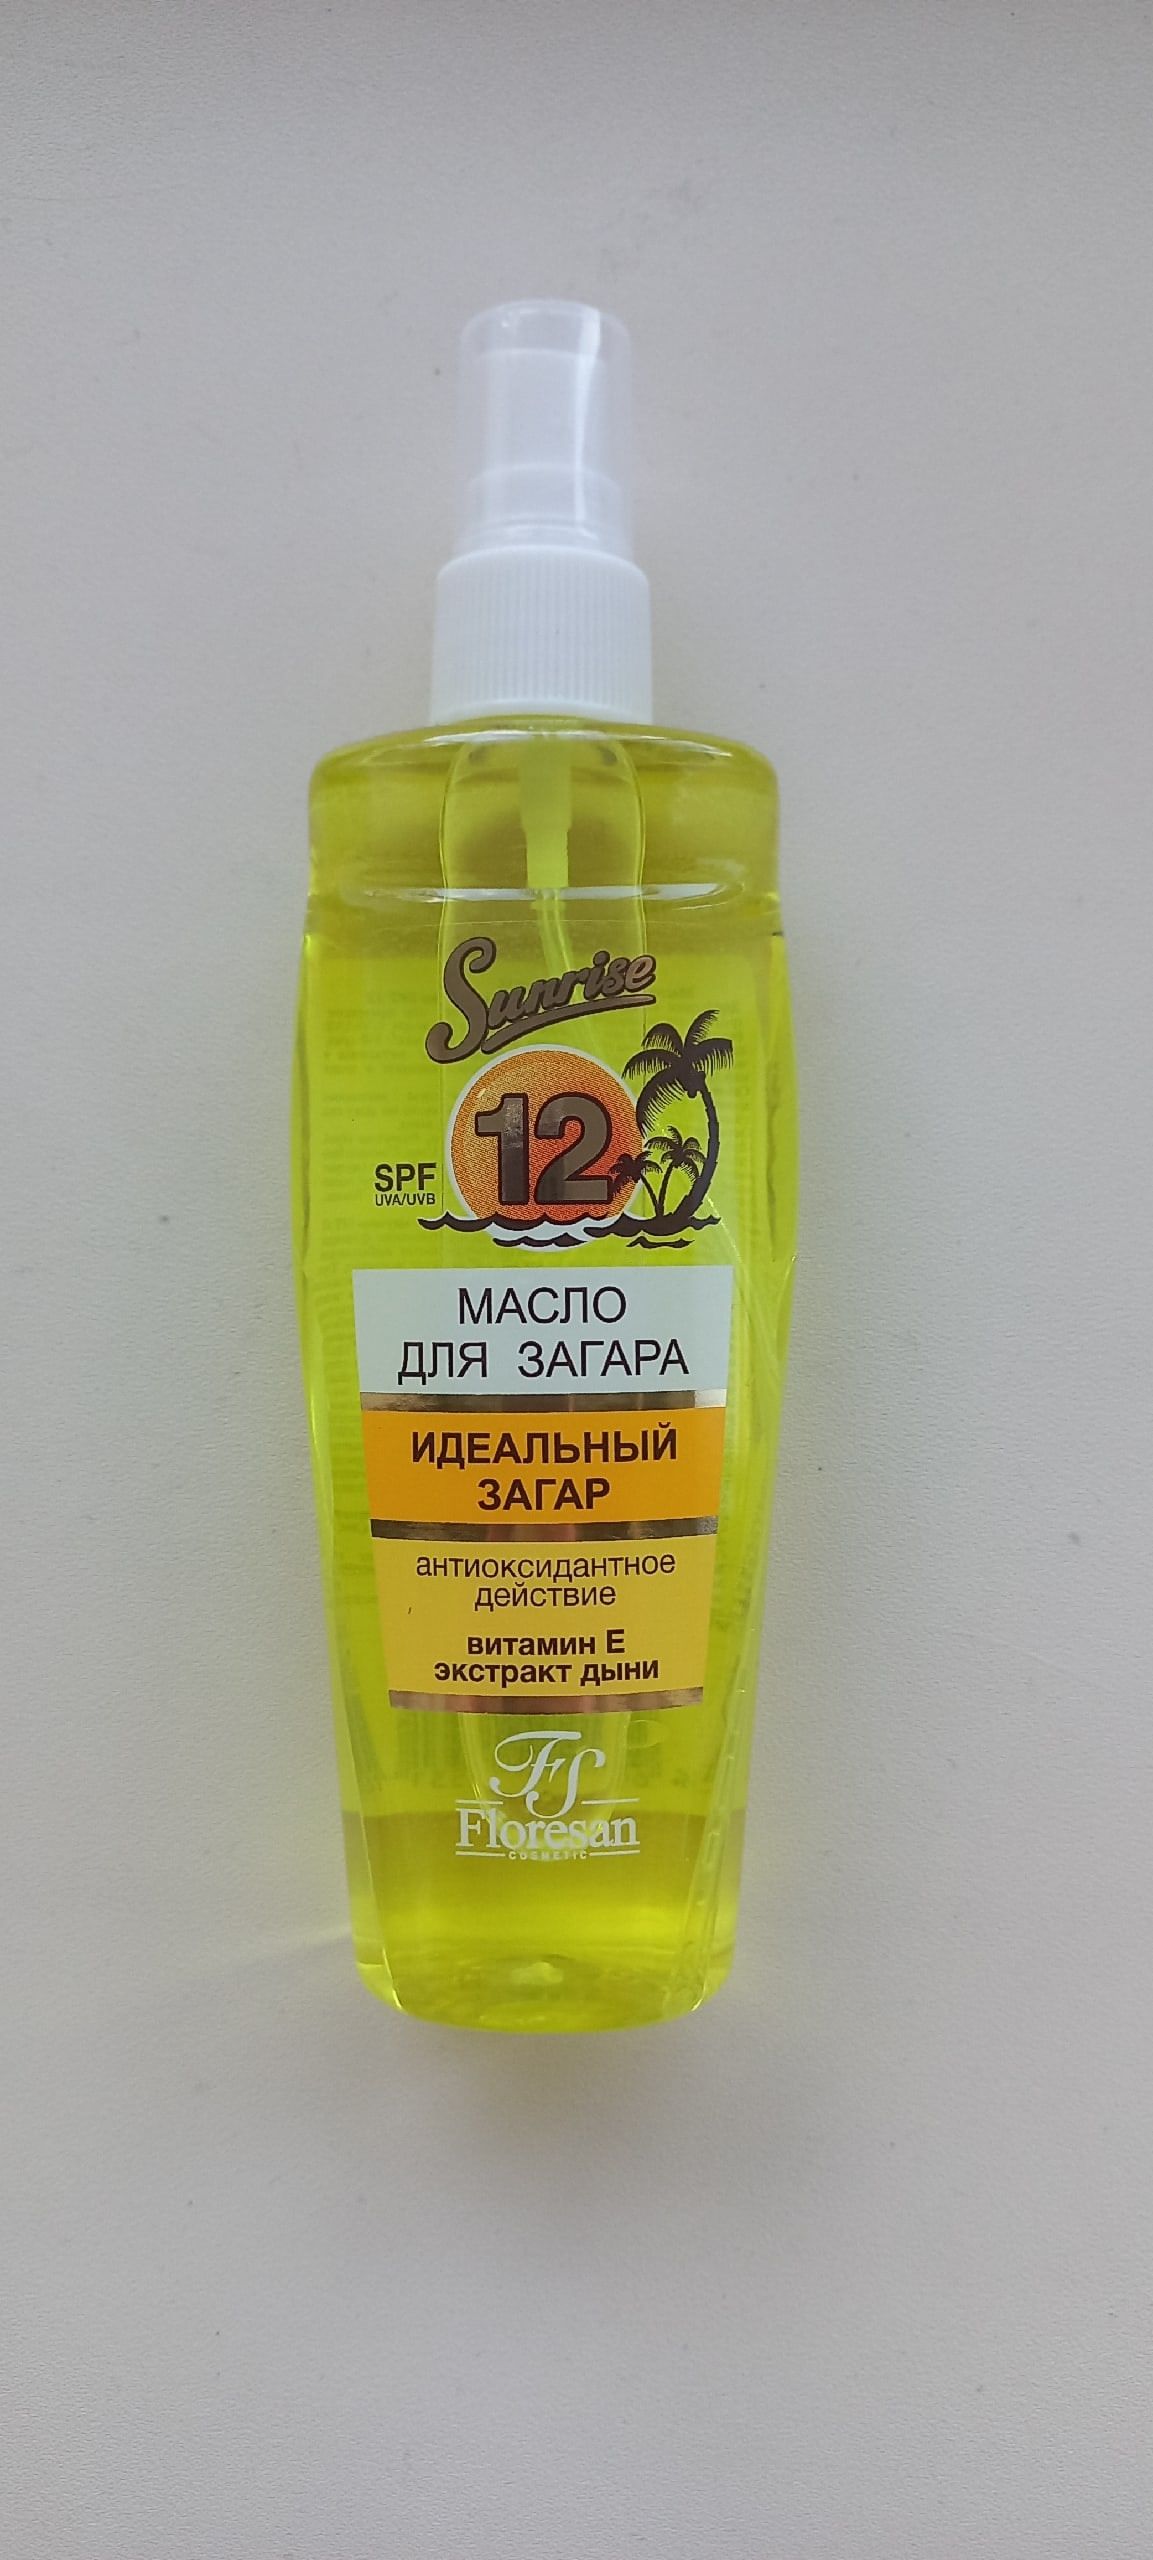 Sunrise
12
SPF
UVA/UVB
МАСЛО
ДЛЯ ЗАГАРА
ИДЕАЛЬНЫЙ
ЗАГАР
антиоксидантное
действие
витамин Е
экстракт дыни
FS
Floresan
COSMETIC